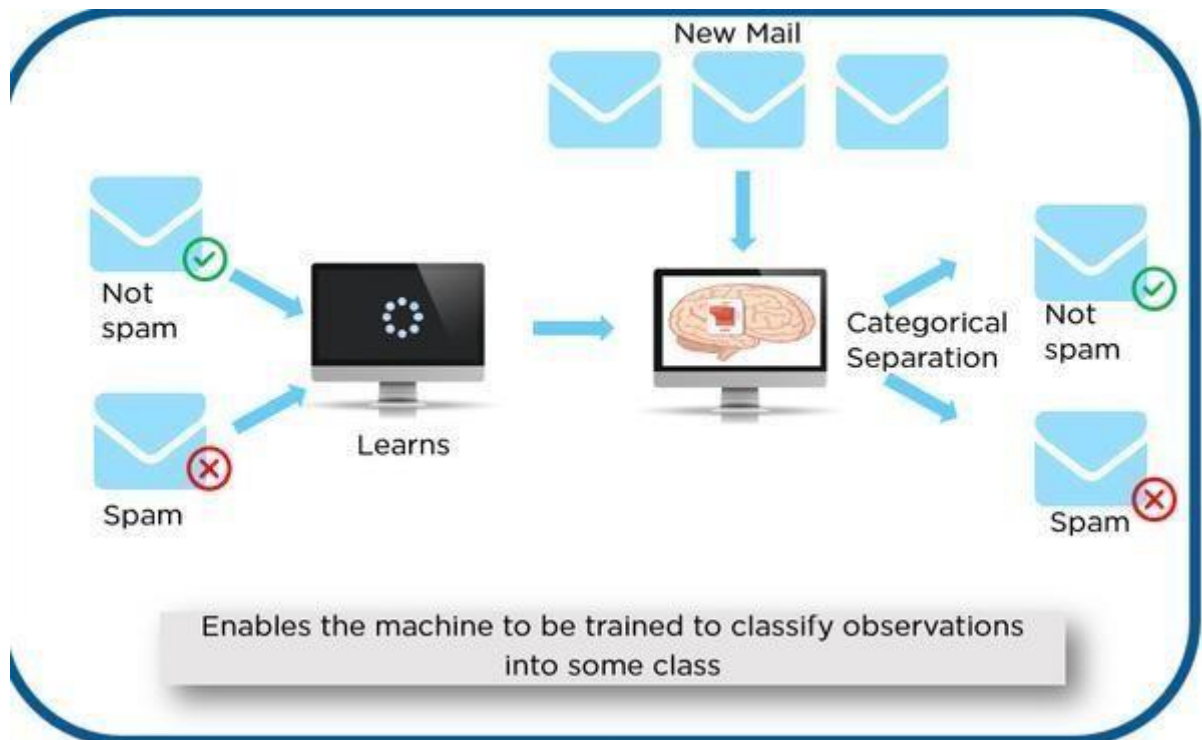 New Mail
Not
spam
Spam
Learns
Categorical
Separation
Not
spam
Spam
Enables the machine to be trained to classify observations
into some class